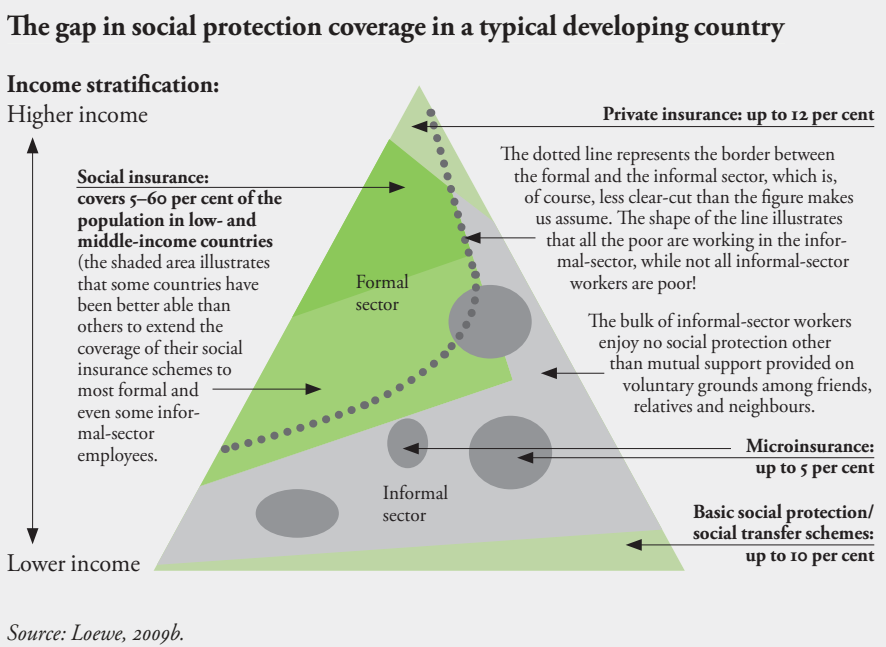 The gap in social protection coverage in a typical developing country
Income stratification:
Higher income
Social insurance:
covers 5–60 per cent of the
population in low- and
middle-income countries
(the shaded area illustrates
that some countries have
been better able than
others to extend the
coverage of their social
insurance schemes to
most formal and
even some infor-
mal-sector
employees.
Lower income
Formal
sector
Informal
sector
Private insurance: up to 12 per cent
The dotted line represents the border between
the formal and the informal sector, which is,
of course, less clear-cut than the figure makes
us assume. The shape of the line illustrates
that all the poor are working in the infor-
mal-sector, while not all informal-sector
workers are poor!
The bulk of informal-sector workers
enjoy no social protection other
than mutual support provided on
voluntary grounds among friends,
relatives and neighbours.
Microinsurance:
up to 5 per cent
Basic social protection/
social transfer schemes:
up to 10 per cent
Source: Loewe, 2009b.